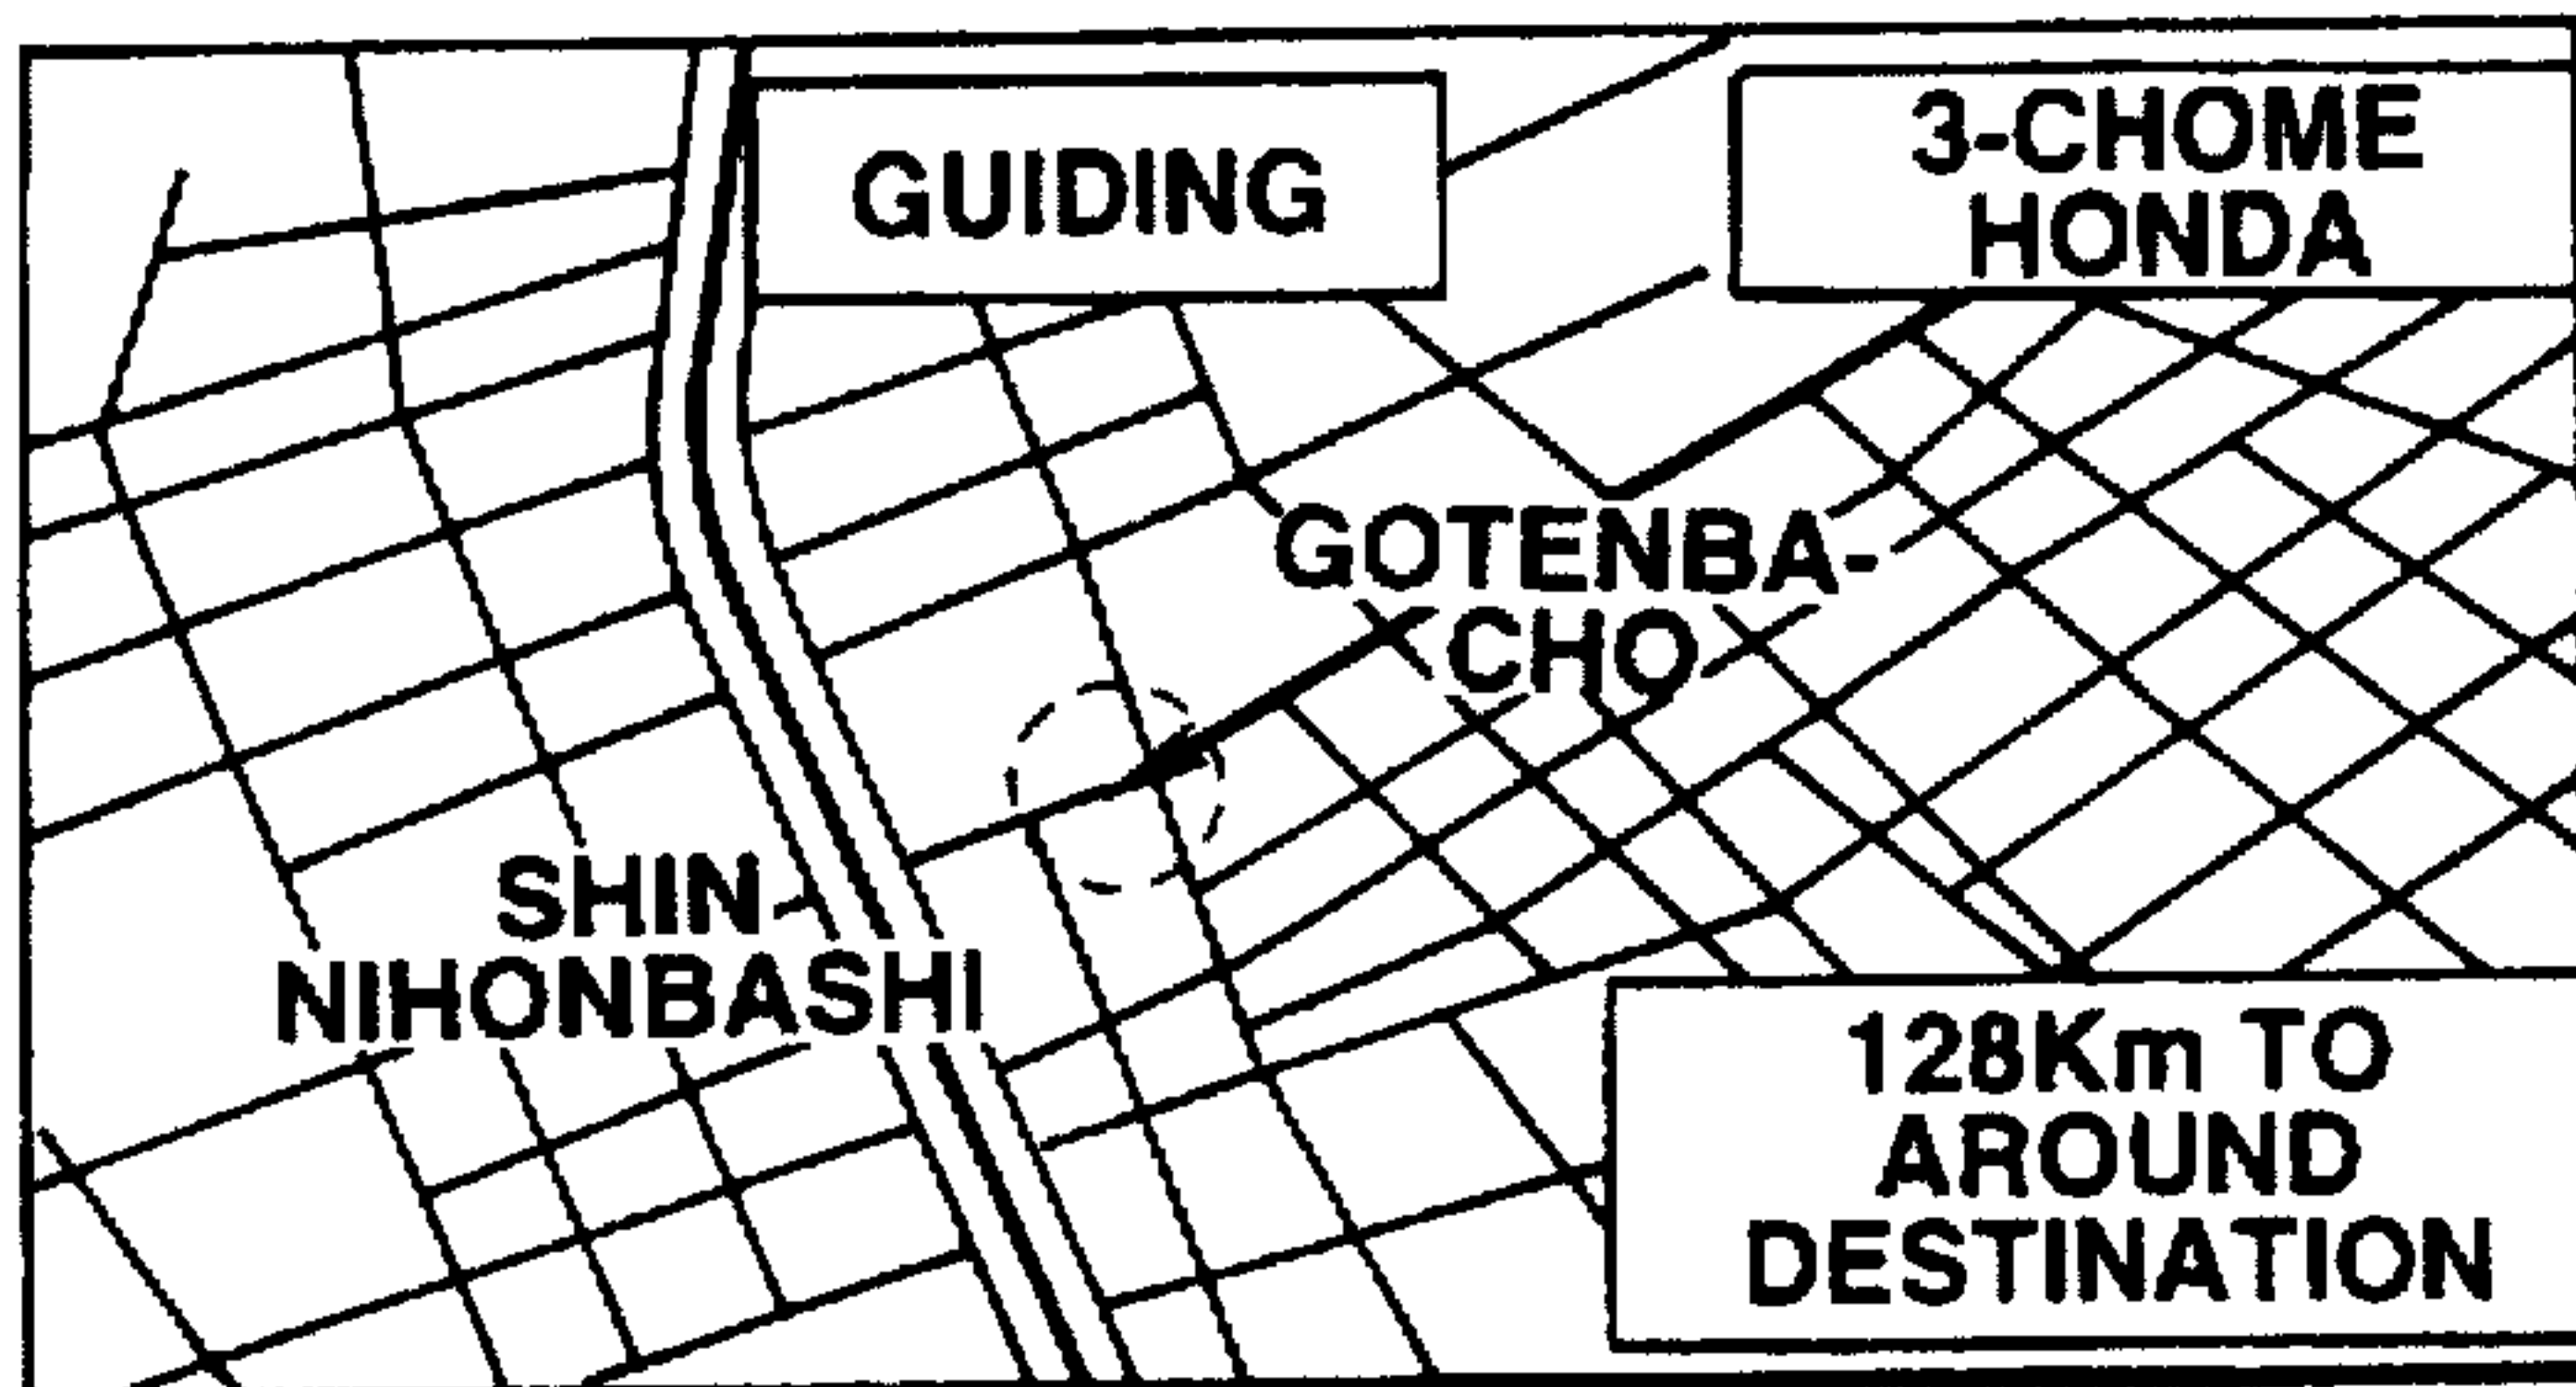 GUIDING
3-CHOME
HONDA
GOTENBA-
CHO
SHIN
NIHONBASHI
128Km TO
AROUND
DESTINATION